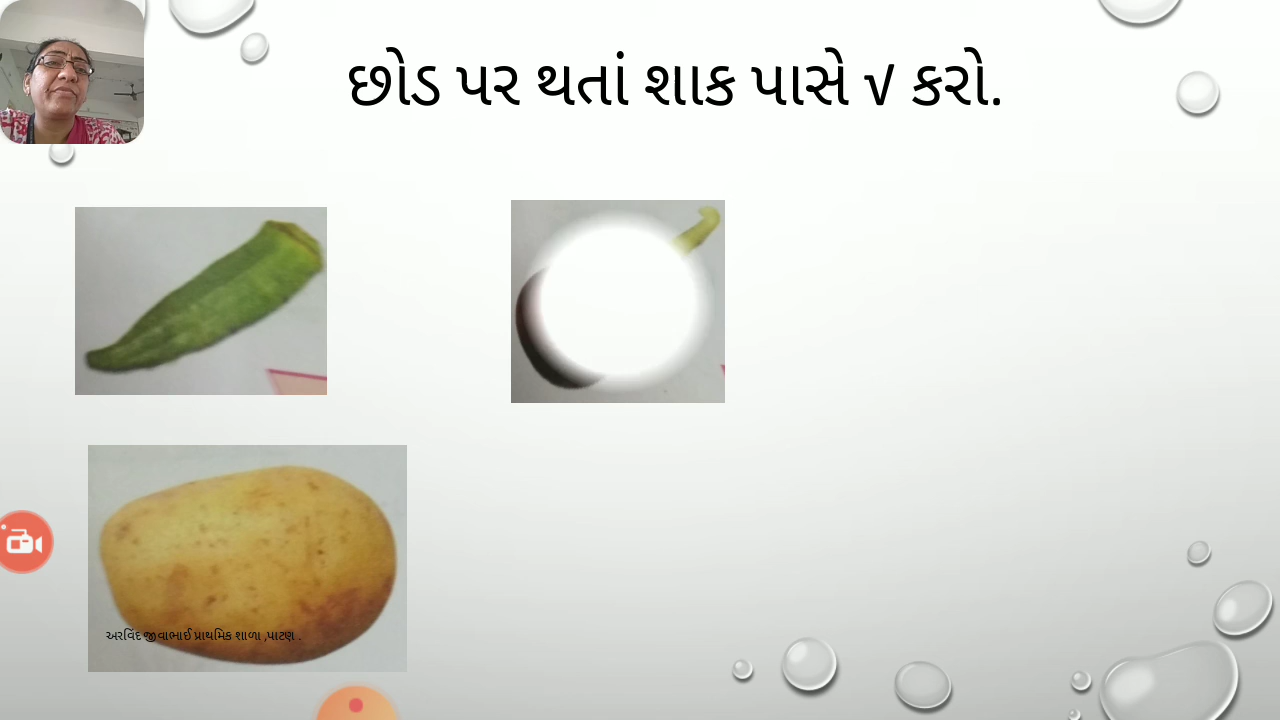 છોડ પર થતાં શાક પાસે √ કરો.
અરવિંદ જીવાભાઈ પ્રાથમિક શાળા ,પાટણ .